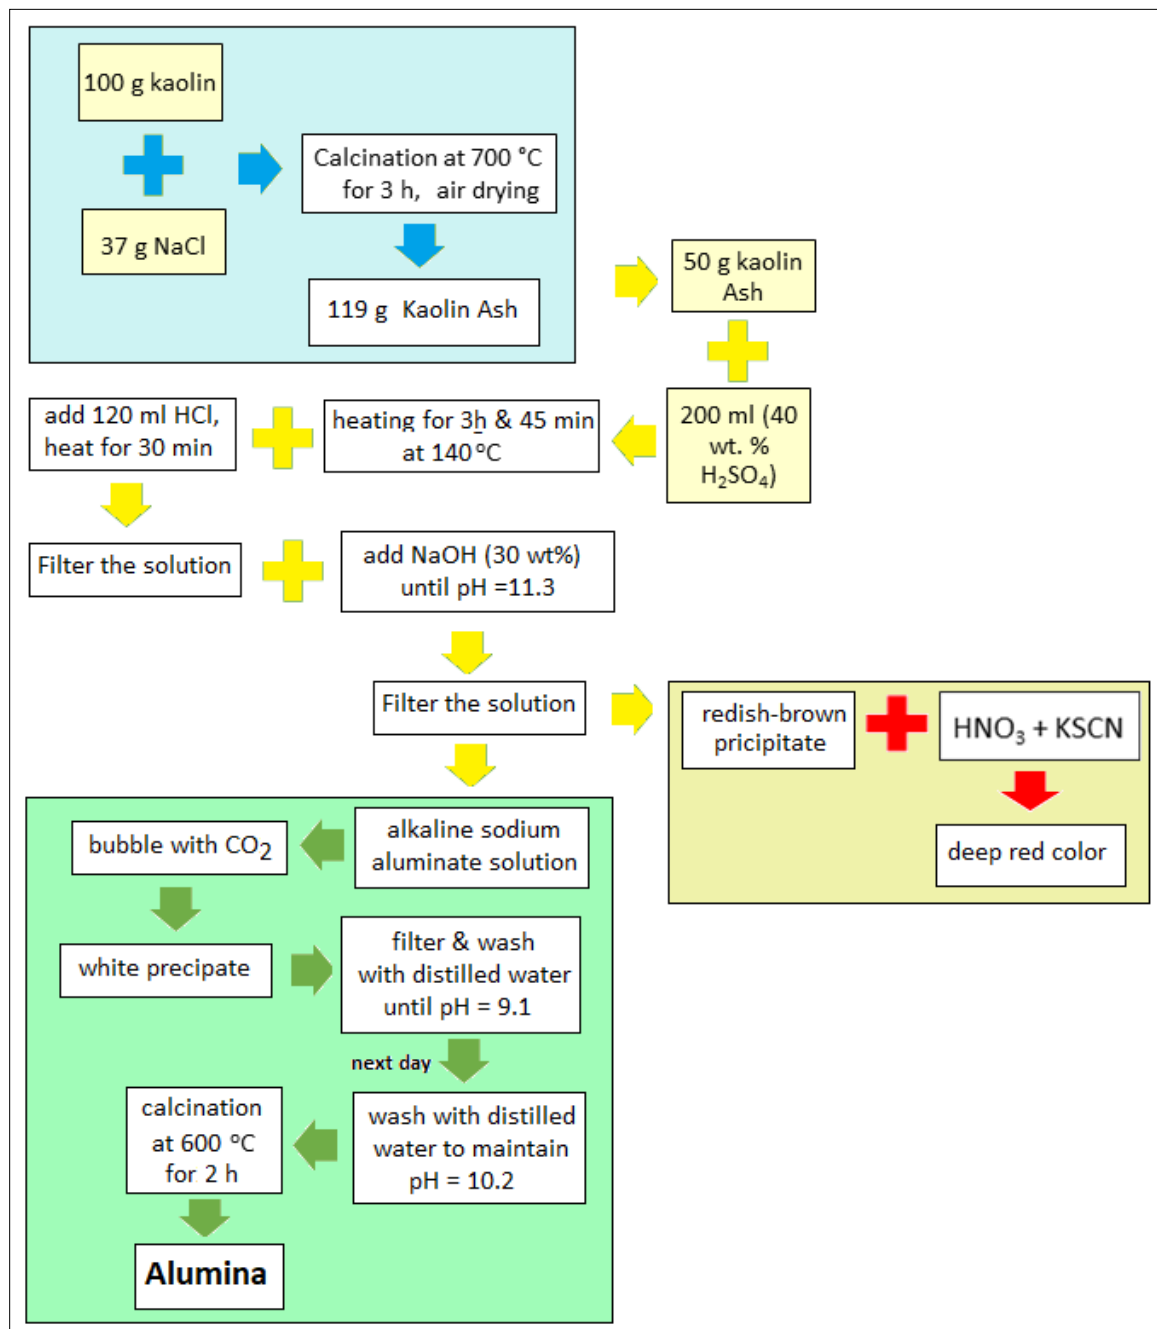 100 g kaolin
37 g NaCl
Calcination at 700 °C
for 3 h, air drying
119 g Kaolin Ash
50 g kaolin
Ash
200 ml (40
wt. %
H₂SO₄)
heating for 3h & 45 min
at 140 °C
add 120 ml HCl,
heat for 30 min
Filter the solution
add NaOH (30 wt%)
until pH =11.3
Filter the solution
redish-brown
pricipitate
HNO₃ + KSCN
deep red color
alkaline sodium
aluminate solution
bubble with CO₂
white precipate
filter & wash
with distilled water
until pH = 9.1
next day
wash with distilled
water to maintain
pH = 10.2
calcination
at 600 °C
for 2 h
Alumina